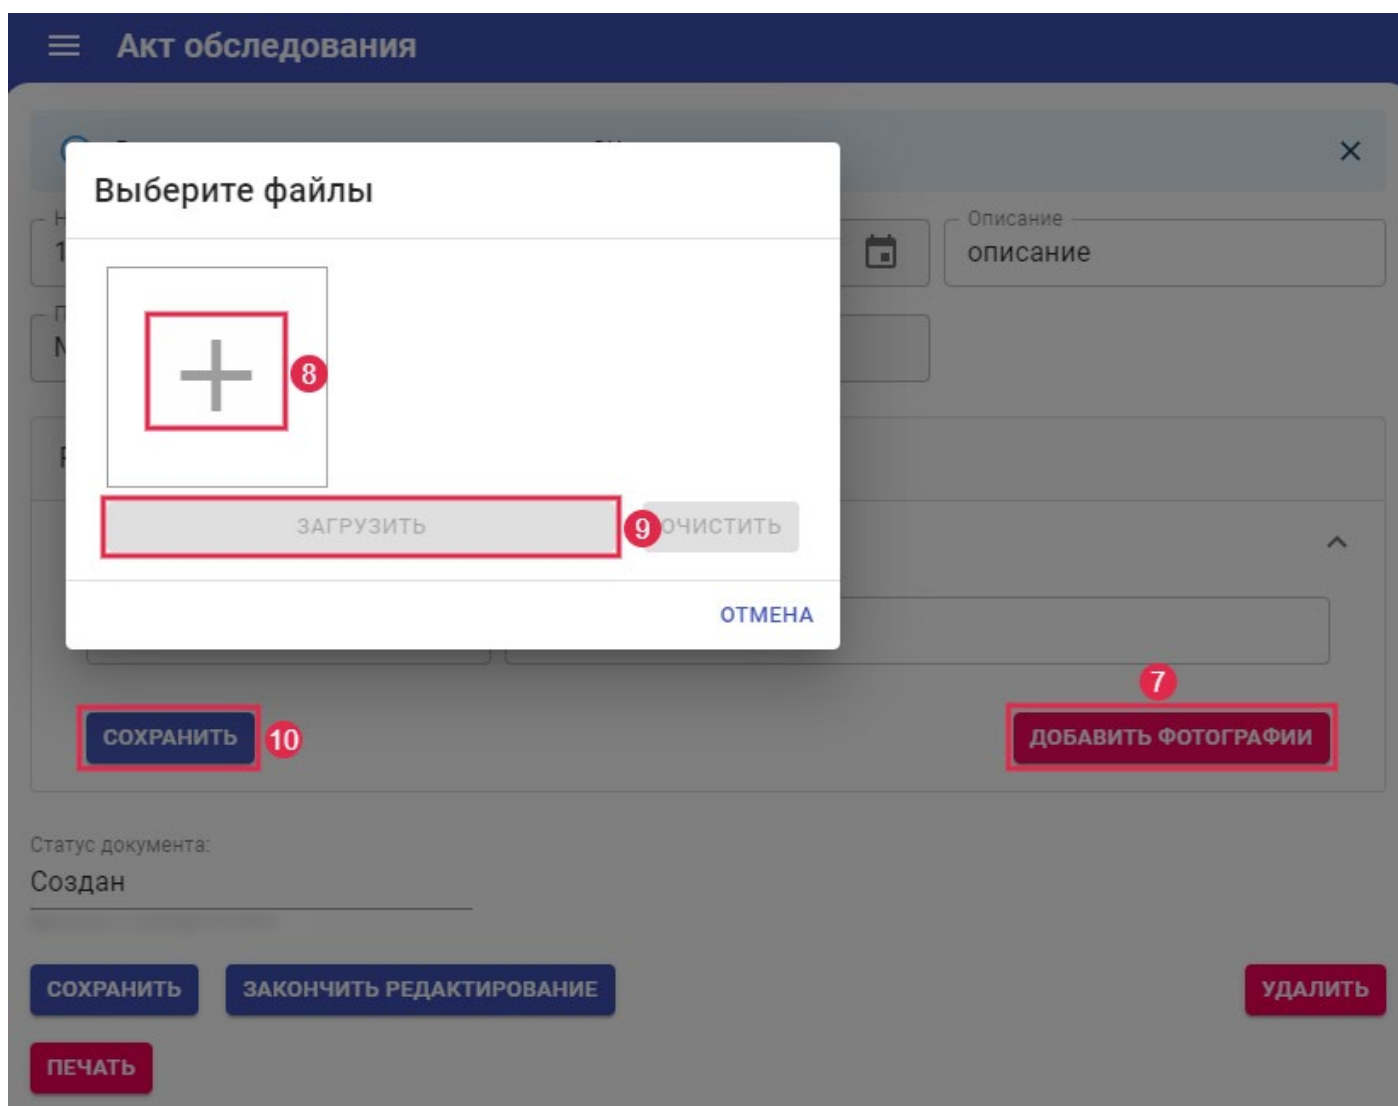 Акт обследования
Выберите файлы
Описание
1
описание
8
ЗАГРУЗИТЬ
9
ОЧИСТИТЬ
ОТМЕНА
7
СОХРАНИТЬ
10
ДОБАВИТЬ ФОТОГРАФИИ
Статус документа:
Создан
СОХРАНИТЬ
ЗАКОНЧИТЬ РЕДАКТИРОВАНИЕ
УДАЛИТЬ
ПЕЧАТЬ